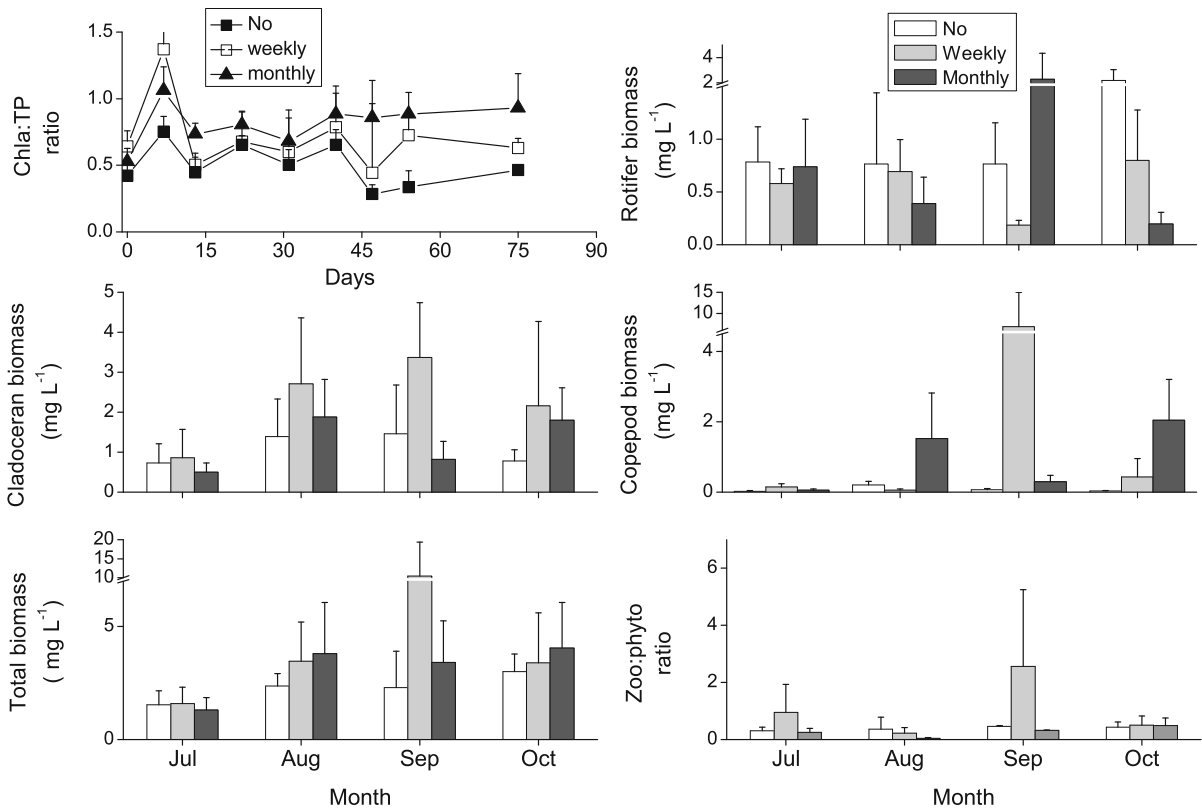 No
weekly
monthly
1.5
1.0
0.5
0.0
Chla:TP
ratio
0 15 30 45 60 75 90
Days
No
Weekly
Monthly
4
2
1.0
0.5
0.0
Rotifer biomass
(mg L-1)
5
4
3
2
1
0
Cladoceran biomass
(mg L-1)
15
10
4
2
0
Copepod biomass
(mg L-1)
20
15
10
5
0
Total biomass
( mg L-1)
Jul Aug Sep Oct
Month
6
4
2
0
Zoo:phyto
ratio
Jul Aug Sep Oct
Month